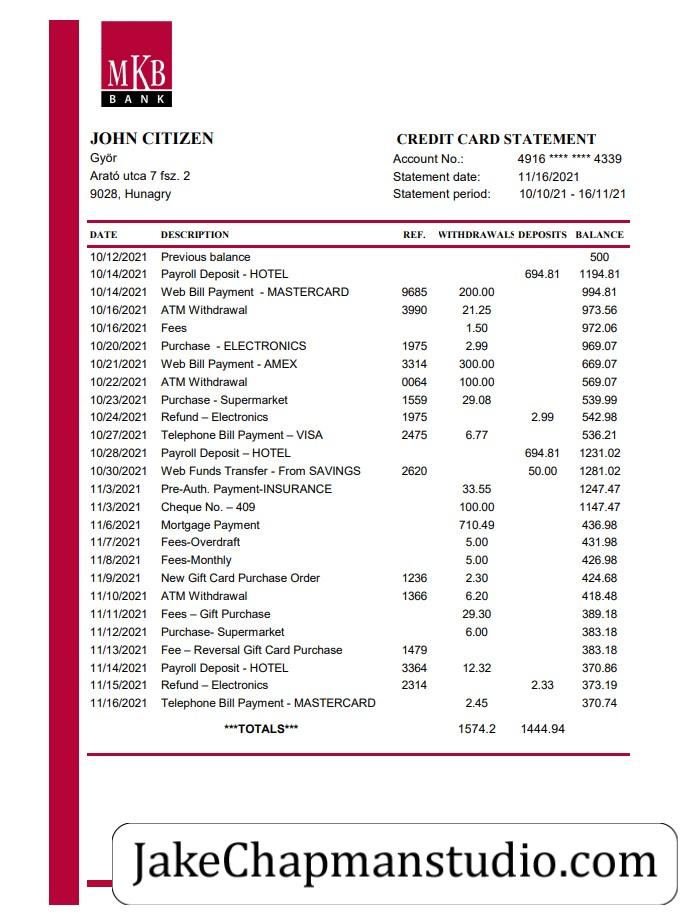 MKB
BANK
JOHN CITIZEN
Györ
Arató utca 7 fsz. 2
9028, Hunagry
CREDIT CARD STATEMENT
Account No.: 4916 **** **** 4339
Statement date: 11/16/2021
Statement period: 10/10/21 - 16/11/21
DATE DESCRIPTION REF. WITHDRAWALS DEPOSITS BALANCE
10/12/2021 Previous balance 500
10/14/2021 Payroll Deposit - HOTEL 694.81 1194.81
10/14/2021 Web Bill Payment - MASTERCARD 9685 200.00 994.81
10/16/2021 ATM Withdrawal 3990 21.25 973.56
10/16/2021 Fees 1.50 972.06
10/20/2021 Purchase - ELECTRONICS 1975 2.99 969.07
10/21/2021 Web Bill Payment - AMEX 3314 300.00 669.07
10/22/2021 ATM Withdrawal 0064 100.00 569.07
10/23/2021 Purchase - Supermarket 1559 29.08 539.99
10/24/2021 Refund – Electronics 1975 2.99 542.98
10/27/2021 Telephone Bill Payment – VISA 2475 6.77 536.21
10/28/2021 Payroll Deposit – HOTEL 694.81 1231.02
10/30/2021 Web Funds Transfer - From SAVINGS 2620 50.00 1281.02
11/3/2021 Pre-Auth. Payment-INSURANCE 33.55 1247.47
11/3/2021 Cheque No. – 409 100.00 1147.47
11/6/2021 Mortgage Payment 710.49 436.98
11/7/2021 Fees-Overdraft 5.00 431.98
11/8/2021 Fees-Monthly 5.00 426.98
11/9/2021 New Gift Card Purchase Order 1236 2.30 424.68
11/10/2021 ATM Withdrawal 1366 6.20 418.48
11/11/2021 Fees – Gift Purchase 29.30 389.18
11/12/2021 Purchase- Supermarket 6.00 383.18
11/13/2021 Fee – Reversal Gift Card Purchase 1479 383.18
11/14/2021 Payroll Deposit - HOTEL 3364 12.32 370.86
11/15/2021 Refund – Electronics 2314 2.33 373.19
11/16/2021 Telephone Bill Payment - MASTERCARD 2.45 370.74
***TOTALS*** 1574.2 1444.94
JakeChapmanstudio.com